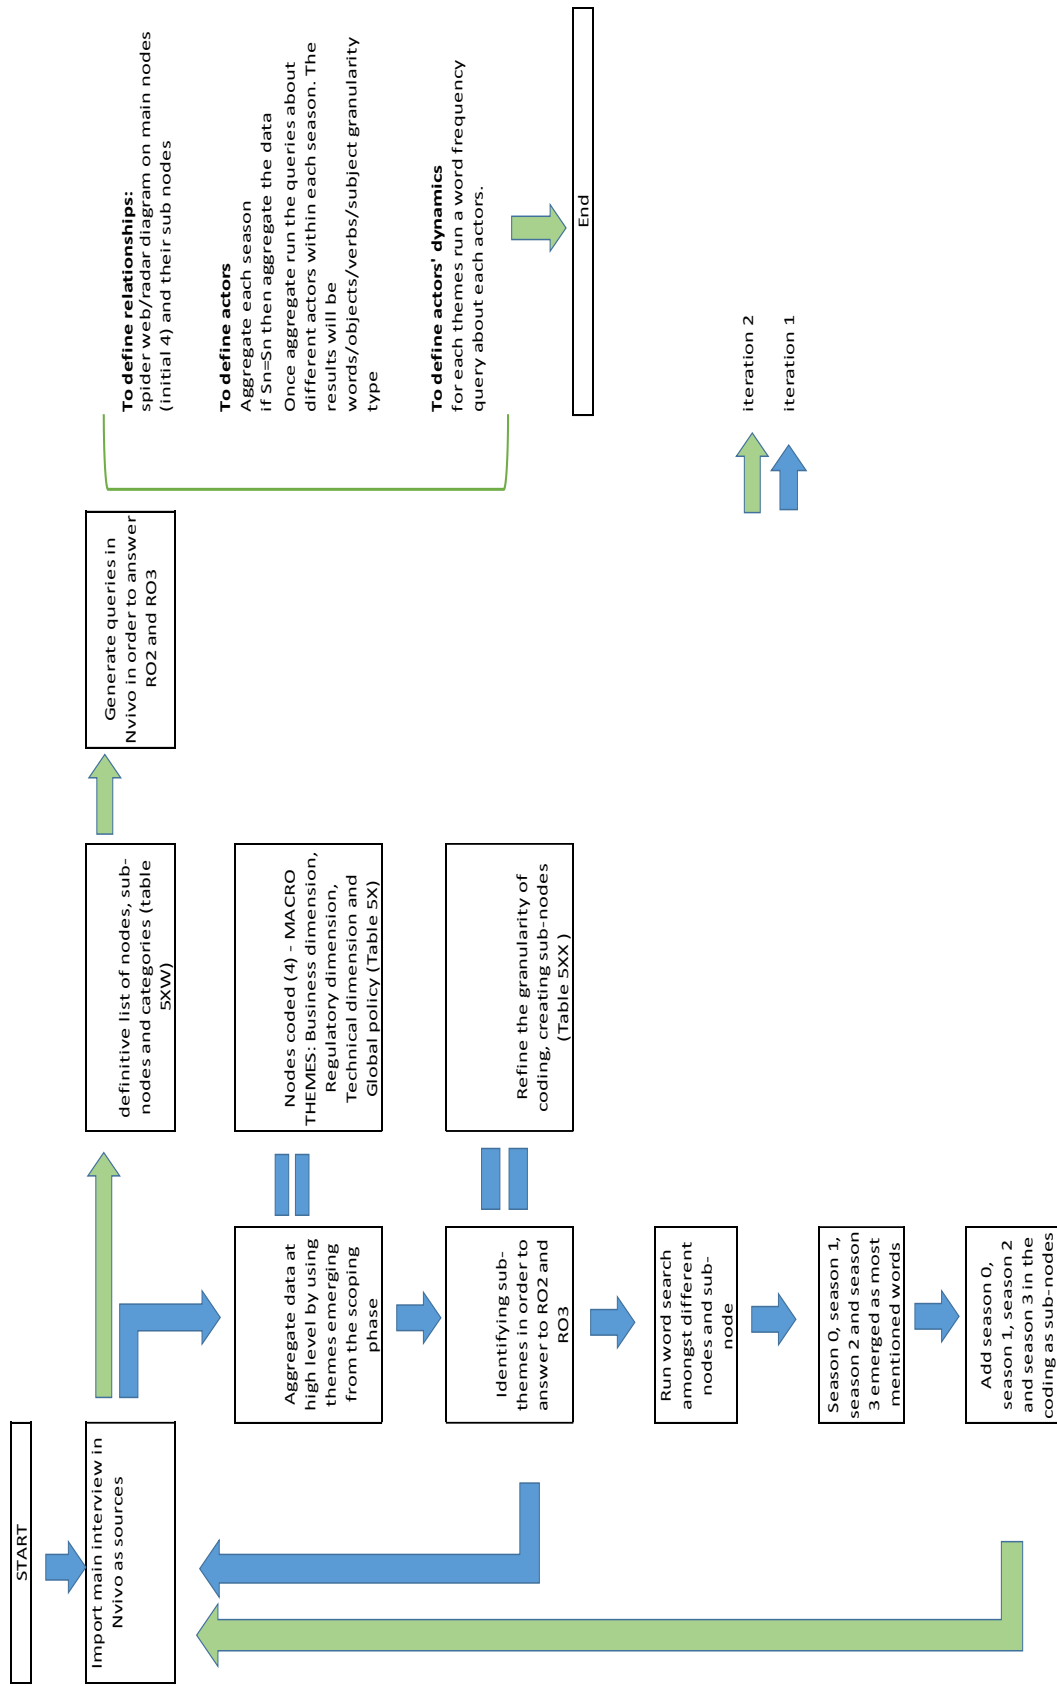 START
Import main interview in
Nvivo as sources
definitive list of nodes, sub-
nodes and categories (table
5XW)
Generate queries in
Nvivo in order to answer
RO2 and RO3
To define relationships:
spider web/radar diagram on main nodes
(initial 4) and their sub nodes
To define actors
Aggregate each season
if Sn=Sn then aggregate the data
Once aggregate run the queries about
different actors within each season. The
results will be
words/objects/verbs/subject granularity
type
To define actors' dynamics
for each themes run a word frequency
query about each actors.
End
Aggregate data at
high level by using
themes emerging
from the scoping
phase
Nodes coded (4) - MACRO
THEMES: Business dimension,
Regulatory dimension,
Technical dimension and
Global policy (Table 5X)
Identifying sub-
themes in order to
answer to RO2 and
RO3
Refine the granularity of
coding, creating sub-nodes
(Table 5XX )
Run word search
amongst different
nodes and sub-
node
Season 0, season 1,
season 2 and season
3 emerged as most
mentioned words
Add season 0,
season 1, season 2
and season 3 in the
coding as sub-nodes
iteration 2
iteration 1